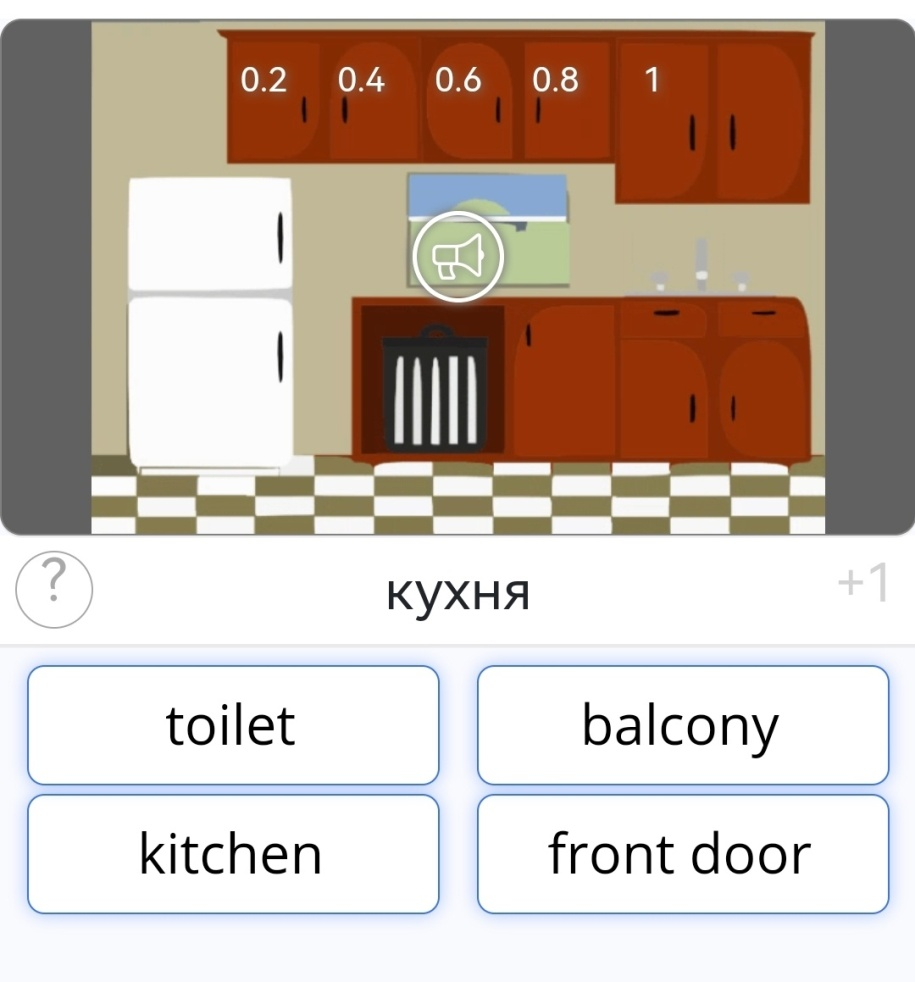 0.2 0.4 0.6 0.8 1
? кухня +1
toilet balcony
kitchen front door